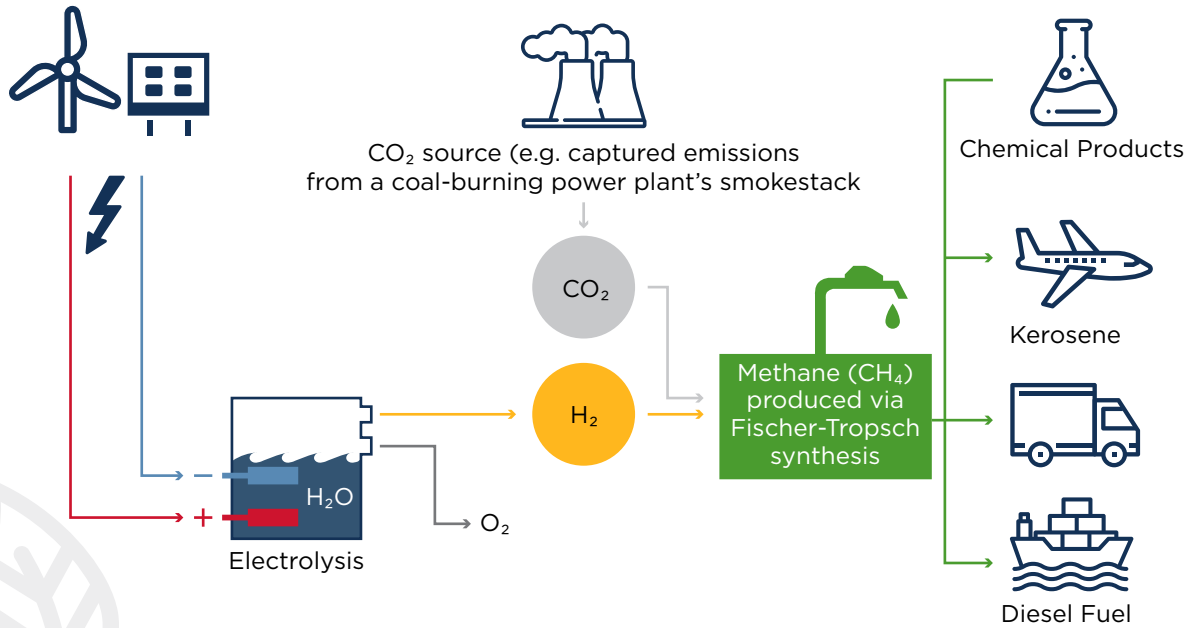 CO₂ source (e.g. captured emissions
from a coal-burning power plant's smokestack
Chemical Products
CO₂
Kerosene
Methane (CH₄)
produced via
Fischer-Tropsch
synthesis
H₂
−
H₂O
+
O₂
Electrolysis
Diesel Fuel